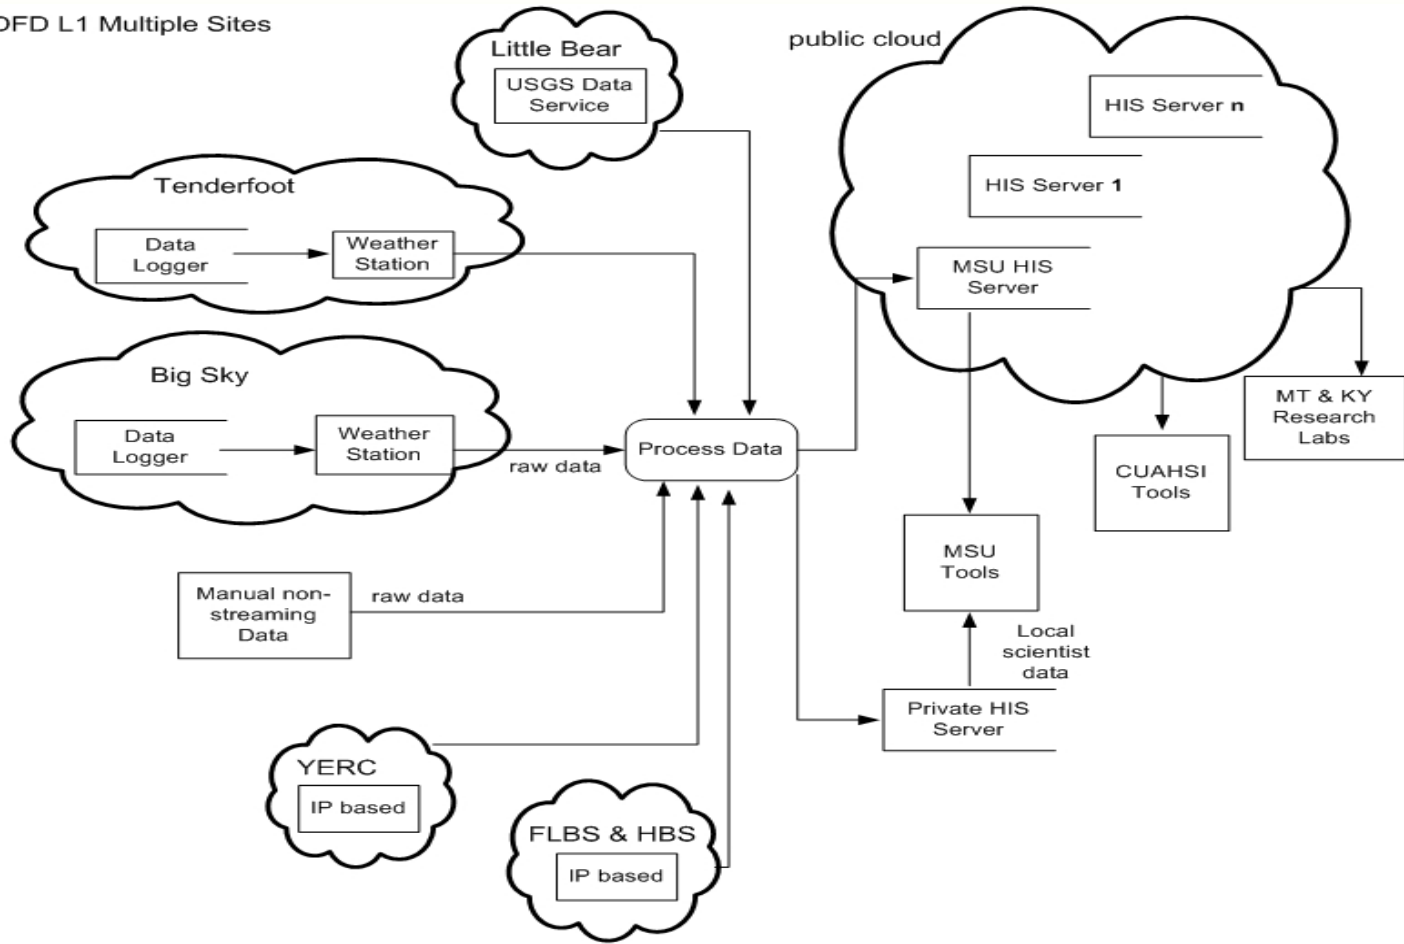 DFD L1 Multiple Sites
Little Bear
USGS Data
Service
public cloud
HIS Server n
HIS Server 1
MSU HIS
Server
Tenderfoot
Data
Logger
Weather
Station
Big Sky
Data
Logger
Weather
Station
raw data
Process Data
MT & KY
Research
Labs
CUAHSI
Tools
MSU
Tools
Manual non-
streaming
Data
raw data
Local
scientist
data
Private HIS
Server
YERC
IP based
FLBS & HBS
IP based